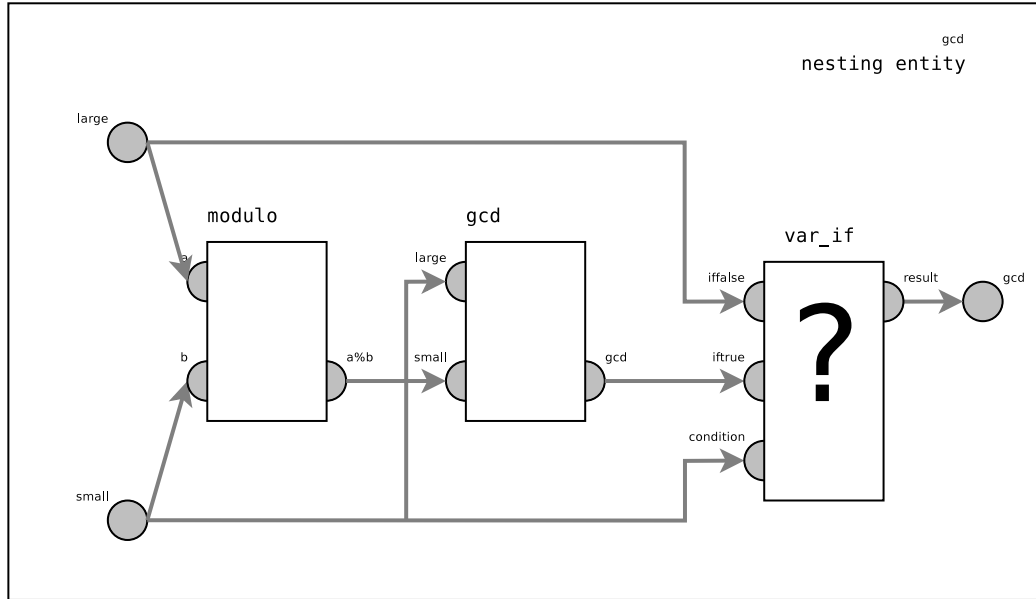 gcd
nesting entity
large
modulo
gcd
var_if
a
large
iffalse
result
gcd
?
b
a%b
small
gcd
iftrue
condition
small